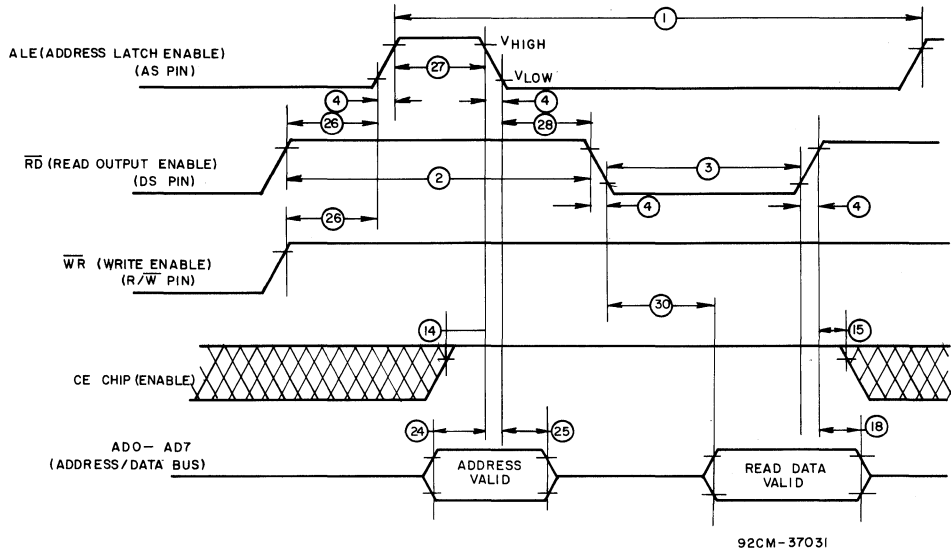 1
ALE (ADDRESS LATCH ENABLE)
(AS PIN)
VHIGH
27
VLOW
4
4
26
28
RD (READ OUTPUT ENABLE)
(DS PIN)
2
3
4
4
26
WR (WRITE ENABLE)
(R/W PIN)
30
14
15
CE CHIP (ENABLE)
24
25
18
AD0- AD7
(ADDRESS/DATA BUS)
ADDRESS
VALID
READ DATA
VALID
92CM-37031